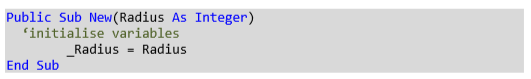 Public Sub New(Radius As Integer)
‘initialise variables
_Radius = Radius
End Sub